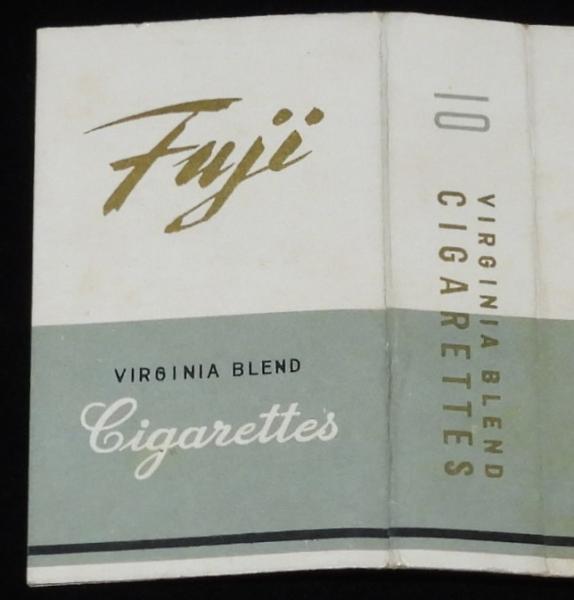 Fuji
VIRGINIA BLEND
Cigarettes
10
VIRGINIA BLEND
CIGARETTES